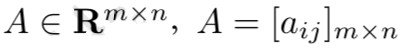 A ∈ R^{m×n}, A = [a_{ij}]_{m×n}